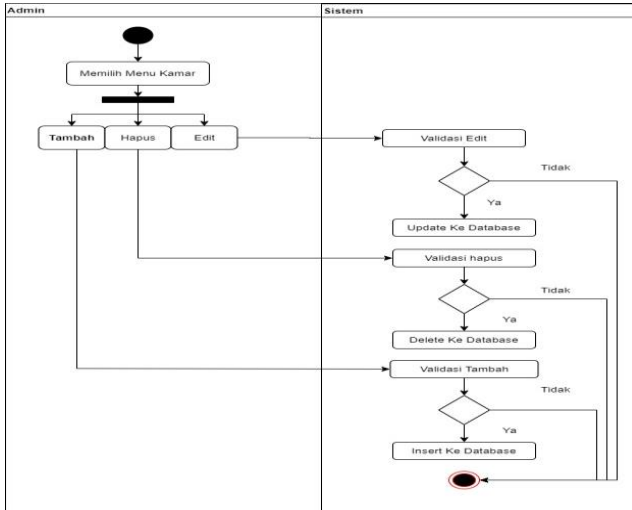 Admin
Sistem
Memilih Menu Kamar
Tambah
Hapus
Edit
Validasi Edit
Tidak
Ya
Update Ke Database
Validasi hapus
Tidak
Ya
Delete Ke Database
Validasi Tambah
Tidak
Ya
Insert Ke Database